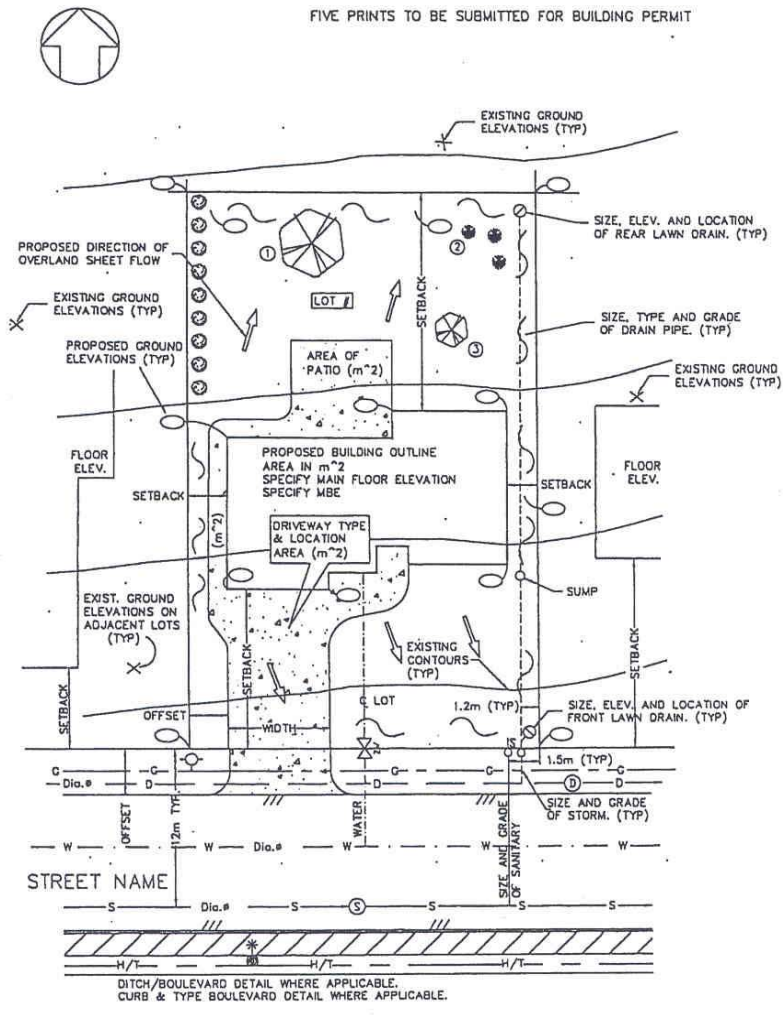 FIVE PRINTS TO BE SUBMITTED FOR BUILDING PERMIT
EXISTING GROUND
ELEVATIONS (TYP)
SIZE, ELEV. AND LOCATION
OF REAR LAWN DRAIN. (TYP)
1
2
PROPOSED DIRECTION OF
OVERLAND SHEET FLOW
EXISTING GROUND
ELEVATIONS (TYP)
LOT #
SETBACK
SIZE, TYPE AND GRADE
OF DRAIN PIPE. (TYP)
3
PROPOSED GROUND
ELEVATIONS (TYP)
AREA OF
PATIO (m^2)
EXISTING GROUND
ELEVATIONS (TYP)
FLOOR
ELEV.
PROPOSED BUILDING OUTLINE
AREA IN m^2
SPECIFY MAIN FLOOR ELEVATION
SPECIFY MBE
FLOOR
ELEV.
SETBACK
SETBACK
(m^2)
DRIVEWAY TYPE
& LOCATION
AREA (m^2)
SUMP
EXIST. GROUND
ELEVATIONS ON
ADJACENT LOTS
(TYP)
SETBACK
SETBACK
SETBACK
EXISTING
CONTOURS
(TYP)
℄ LOT
1.2m (TYP)
SIZE, ELEV. AND LOCATION OF
FRONT LAWN DRAIN. (TYP)
OFFSET
WIDTH
1.5m (TYP)
G G G G G
Dia.ø D D D D D
SIZE AND GRADE
OF STORM. (TYP)
OFFSET
12m TYP.
WATER
SIZE AND GRADE
OF SANITARY
W W Dia.ø W W W
STREET NAME
S Dia.ø S S S S S
H/T H/T H/T
DITCH/BOULEVARD DETAIL WHERE APPLICABLE.
CURB & TYPE BOULEVARD DETAIL WHERE APPLICABLE.